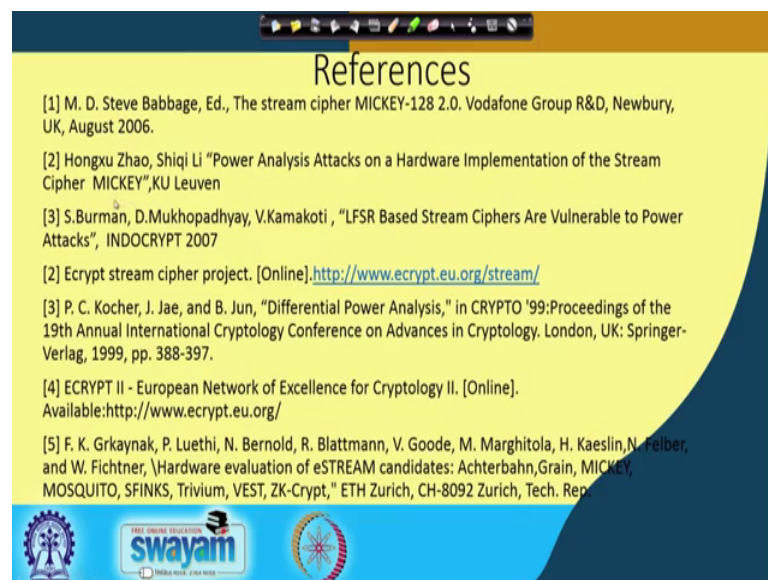 References
[1] M. D. Steve Babbage, Ed., The stream cipher MICKEY-128 2.0. Vodafone Group R&D, Newbury,
UK, August 2006.
[2] Hongxu Zhao, Shiqi Li “Power Analysis Attacks on a Hardware Implementation of the Stream
Cipher MICKEY”,KU Leuven
[3] S.Burman, D.Mukhopadhyay, V.Kamakoti , “LFSR Based Stream Ciphers Are Vulnerable to Power
Attacks”, INDOCRYPT 2007
[2] Ecrypt stream cipher project. [Online].http://www.ecrypt.eu.org/stream/
[3] P. C. Kocher, J. Jae, and B. Jun, “Differential Power Analysis," in CRYPTO '99:Proceedings of the
19th Annual International Cryptology Conference on Advances in Cryptology. London, UK: Springer-
Verlag, 1999, pp. 388-397.
[4] ECRYPT II - European Network of Excellence for Cryptology II. [Online].
Available:http://www.ecrypt.eu.org/
[5] F. K. Grkaynak, P. Luethi, N. Bernold, R. Blattmann, V. Goode, M. Marghitola, H. Kaeslin,N. Felber,
and W. Fichtner, \Hardware evaluation of eSTREAM candidates: Achterbahn,Grain, MICKEY,
MOSQUITO, SFINKS, Trivium, VEST, ZK-Crypt," ETH Zurich, CH-8092 Zurich, Tech. Rep.
FREE ONLINE EDUCATION
swayam